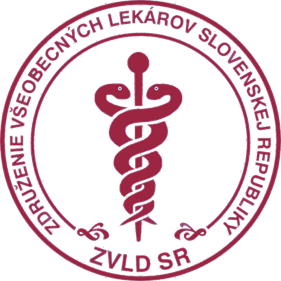 ZDRUŽENIE VŠEOBECNÝCH LEKÁROV SLOVENSKEJ REPUBLIKY
ZVLD SR